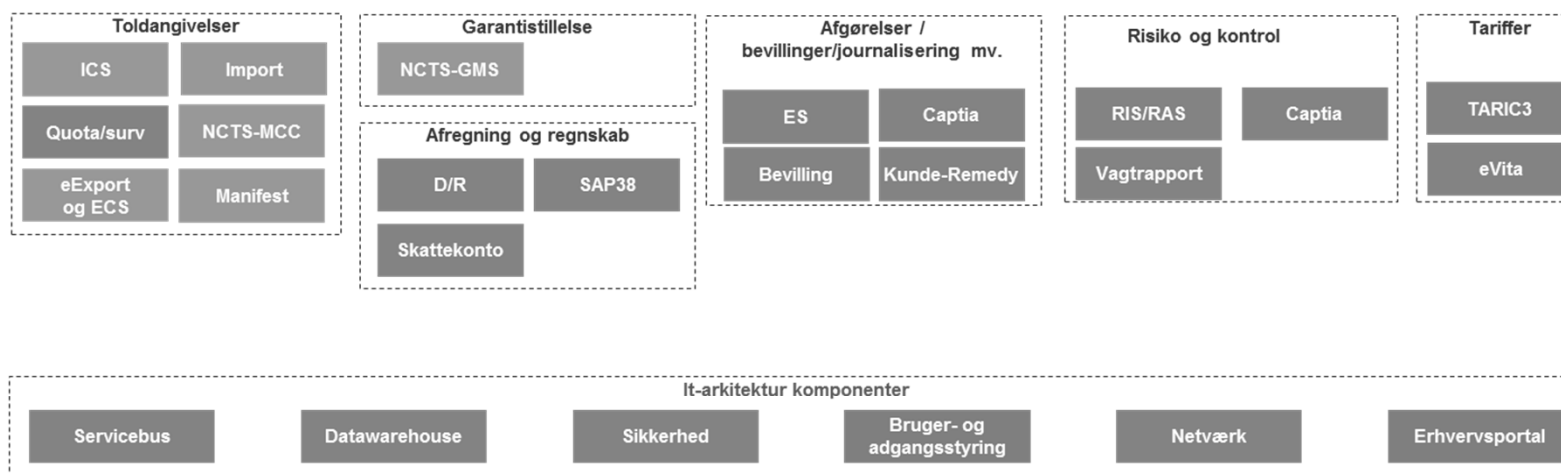 Toldangivelser
ICS
Import
Quota/surv
NCTS-MCC
eExport
og ECS
Manifest
Garantistillelse
NCTS-GMS
Afregning og regnskab
D/R
SAP38
Skattekonto
Afgørelser /
bevillinger/journalisering mv.
ES
Captia
Bevilling
Kunde-Remedy
Risiko og kontrol
RIS/RAS
Captia
Vagtrapport
Tariffer
TARIC3
eVita
It-arkitektur komponenter
Servicebus
Datawarehouse
Sikkerhed
Bruger- og
adgangsstyring
Netværk
Erhvervsportal